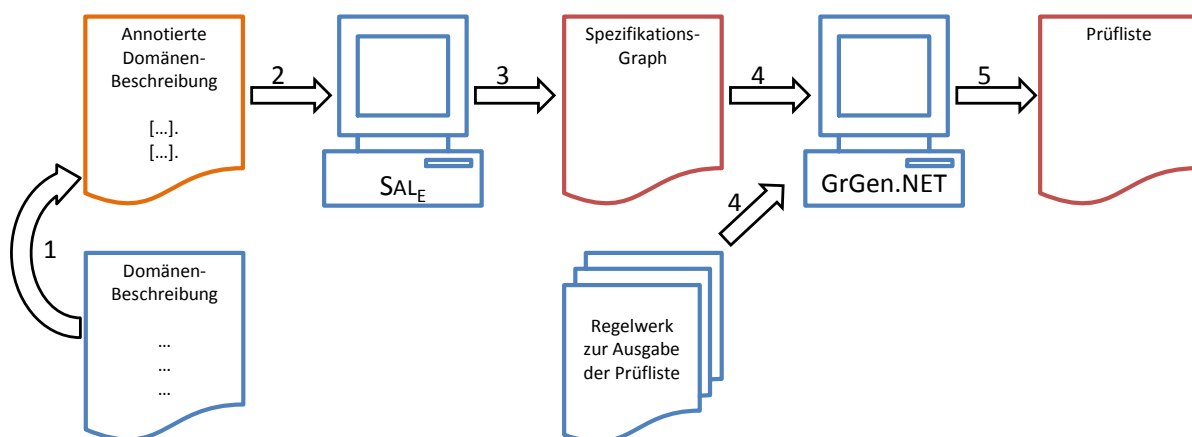 Annotierte
Domänen-
Beschreibung
[...].
[...].
2
SALE
3
Spezifikations-
Graph
4
GrGen.NET
5
Prüfliste
1
Domänen-
Beschreibung
...
...
...
4
Regelwerk
zur Ausgabe
der Prüfliste